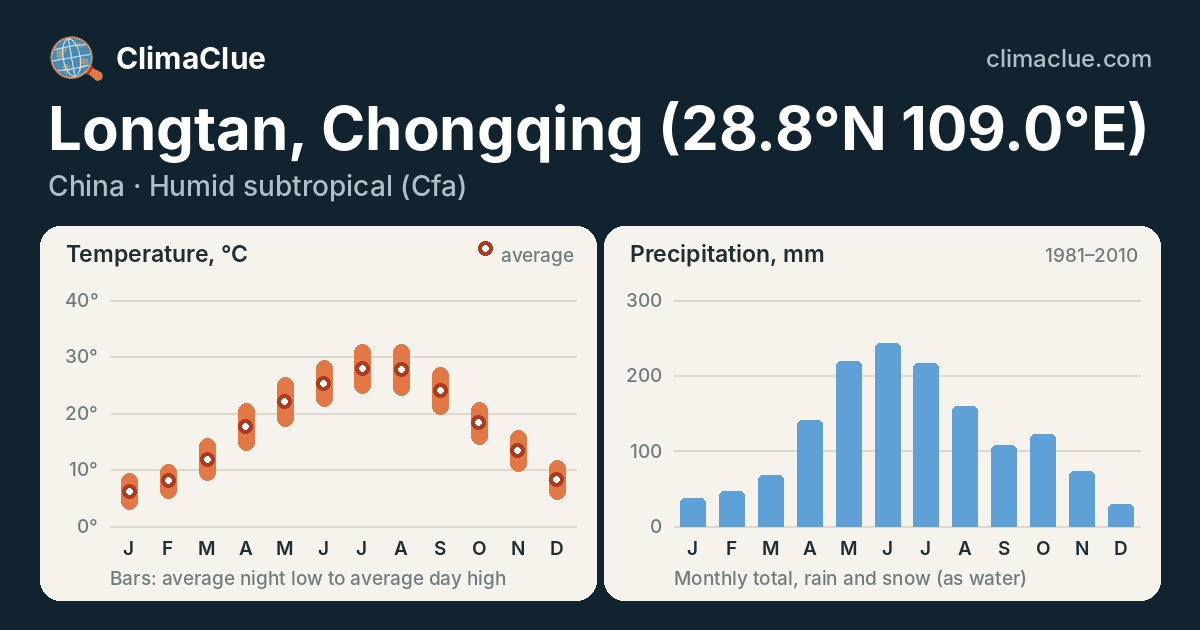 ClimaClue
climaclue.com
Longtan, Chongqing (28.8°N 109.0°E)
China · Humid subtropical (Cfa)
Temperature, °C
average
40°
30°
20°
10°
0°
J F M A M J J A S O N D
Bars: average night low to average day high
Precipitation, mm
1981–2010
300
200
100
0
J F M A M J J A S O N D
Monthly total, rain and snow (as water)